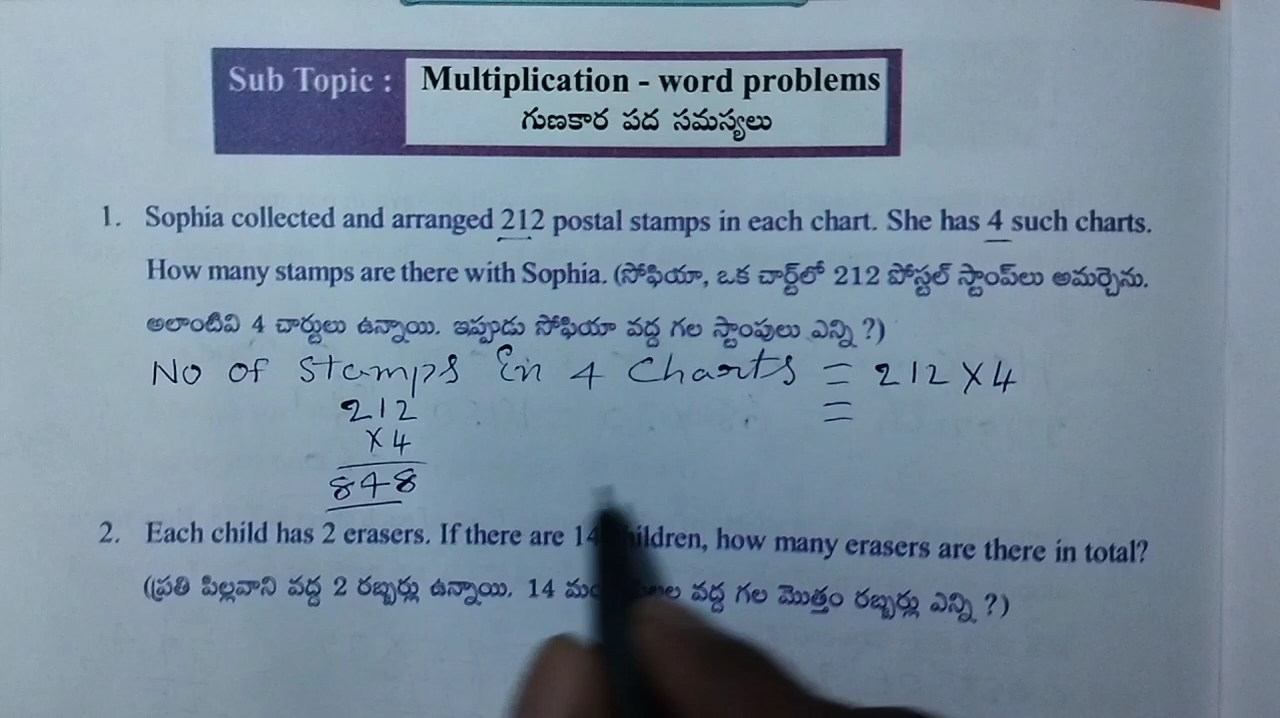 Sub Topic : Multiplication - word problems
గుణకార పద సమస్యలు
1. Sophia collected and arranged 212 postal stamps in each chart. She has 4 such charts.
How many stamps are there with Sophia. (సోఫియా, ఒక చార్ట్‌లో 212 పోస్టల్ స్టాంప్‌లు అమర్చెను.
అలాంటివి 4 చార్టులు ఉన్నాయి. ఇప్పుడు సోఫియా వద్ద గల స్టాంపులు ఎన్ని ?)
No of stamps in 4 charts = 212 × 4
212 =
× 4
848
2. Each child has 2 erasers. If there are 14 how many erasers are there in total?
((ప్రతి పిల్లవాని వద్ద 2 రబ్బర్లు ఉన్నాయి. 14 వద్ద గల మొత్తం రబ్బర్లు ఎన్ని ?)